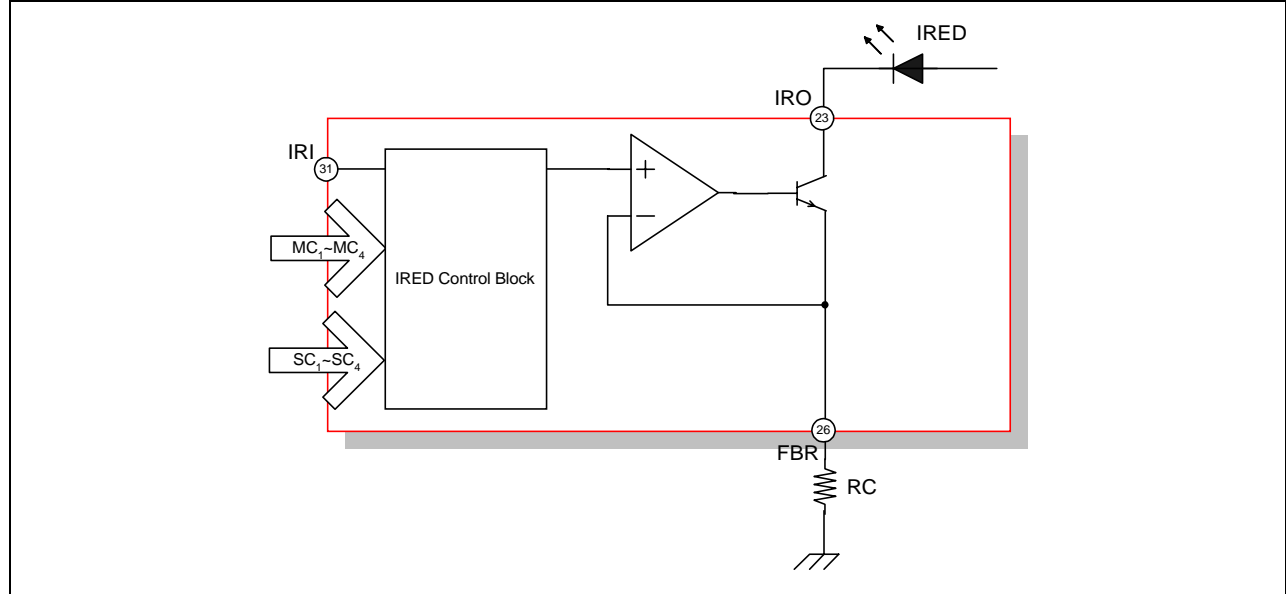 IRED
IRO
23
IRI
31
+
−
MC₁~MC₄
IRED Control Block
SC₁~SC₄
26
FBR
RC